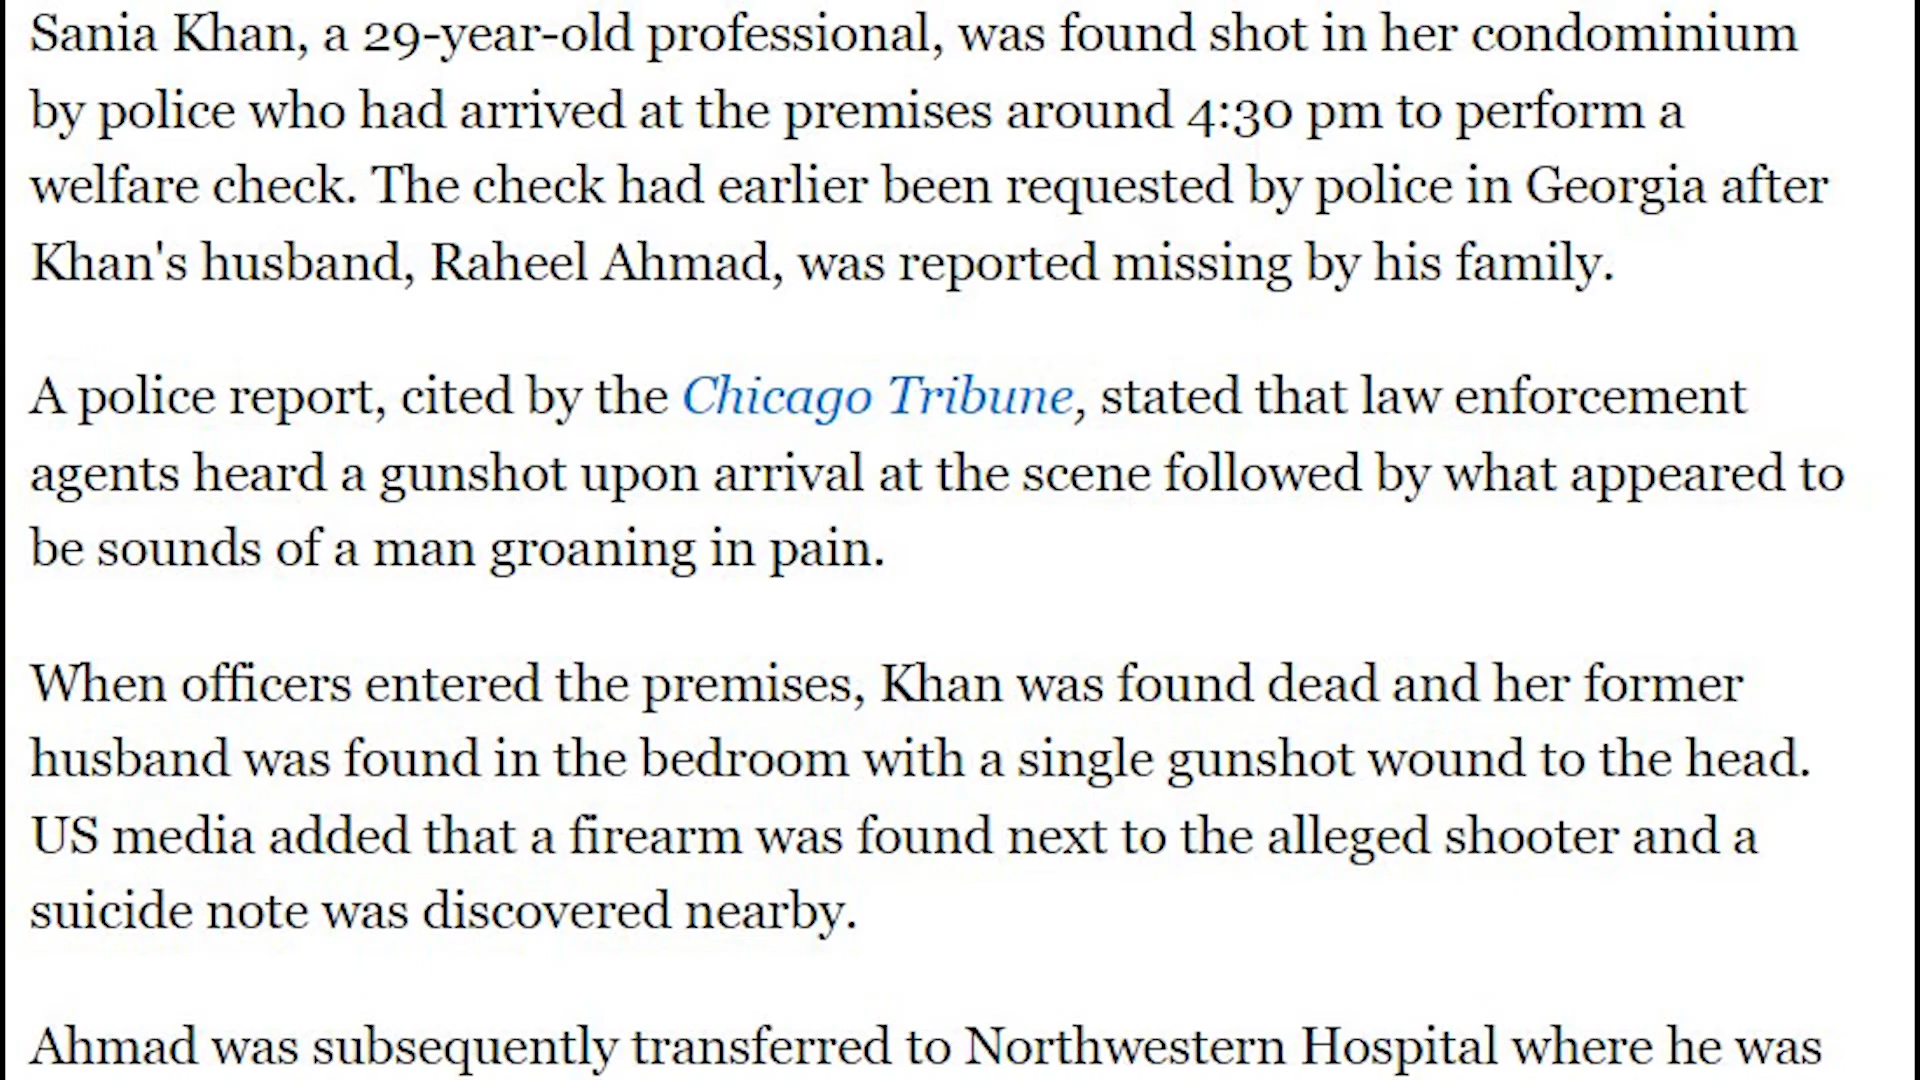 Sania Khan, a 29-year-old professional, was found shot in her condominium
by police who had arrived at the premises around 4:30 pm to perform a
welfare check. The check had earlier been requested by police in Georgia after
Khan's husband, Raheel Ahmad, was reported missing by his family.
A police report, cited by the Chicago Tribune, stated that law enforcement
agents heard a gunshot upon arrival at the scene followed by what appeared to
be sounds of a man groaning in pain.
When officers entered the premises, Khan was found dead and her former
husband was found in the bedroom with a single gunshot wound to the head.
US media added that a firearm was found next to the alleged shooter and a
suicide note was discovered nearby.
Ahmad was subsequently transferred to Northwestern Hospital where he was